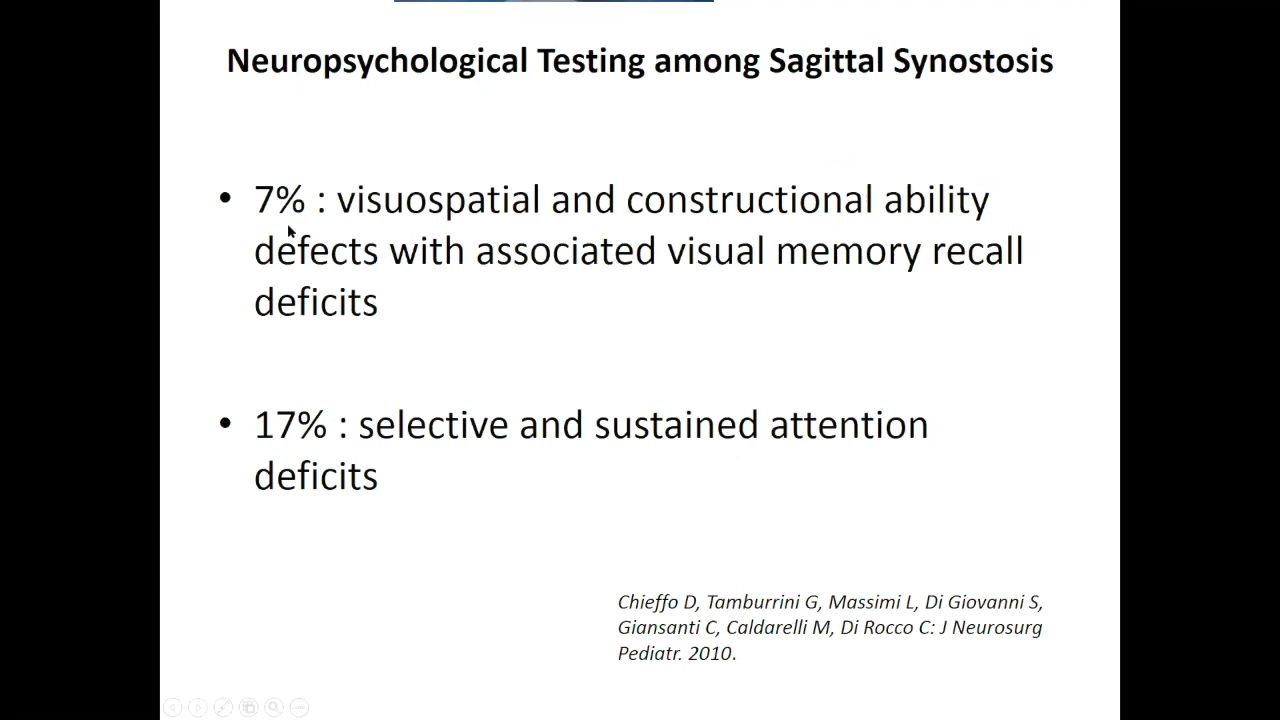 Neuropsychological Testing among Sagittal Synostosis
• 7% : visuospatial and constructional ability
defects with associated visual memory recall
deficits
• 17% : selective and sustained attention
deficits
Chieffo D, Tamburrini G, Massimi L, Di Giovanni S,
Giansanti C, Caldarelli M, Di Rocco C: J Neurosurg
Pediatr. 2010.